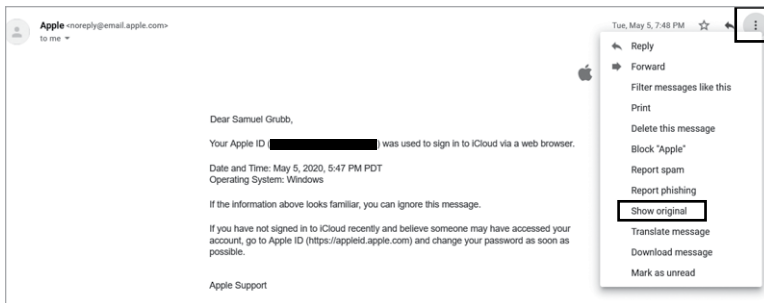 Apple <noreply@email.apple.com>
Tue, May 5, 7:48 PM
to me
Reply
Forward
Filter messages like this
Print
Delete this message
Block "Apple"
Report spam
Report phishing
Show original
Translate message
Download message
Mark as unread
Dear Samuel Grubb,
Your Apple ID ( ) was used to sign in to iCloud via a web browser.
Date and Time: May 5, 2020, 5:47 PM PDT
Operating System: Windows
If the information above looks familiar, you can ignore this message.
If you have not signed in to iCloud recently and believe someone may have accessed your
account, go to Apple ID (https://appleid.apple.com) and change your password as soon as
possible.
Apple Support